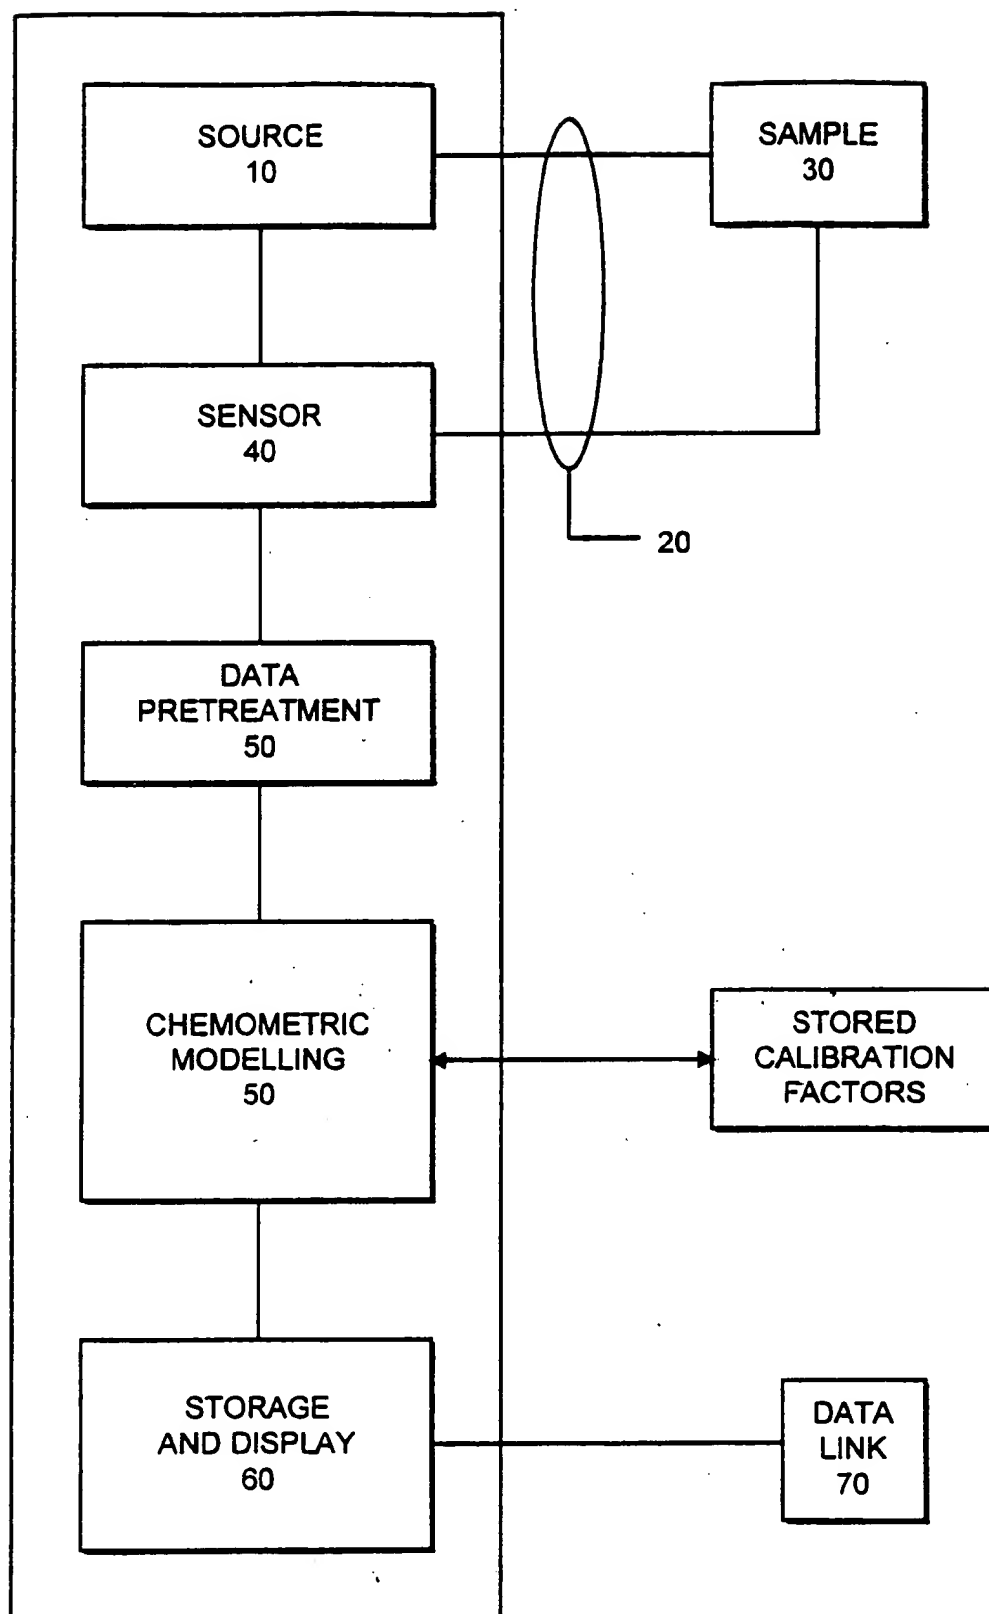 SOURCE
10
SAMPLE
30
SENSOR
40
20
DATA
PRETREATMENT
50
CHEMOMETRIC
MODELLING
50
STORED
CALIBRATION
FACTORS
STORAGE
AND DISPLAY
60
DATA
LINK
70